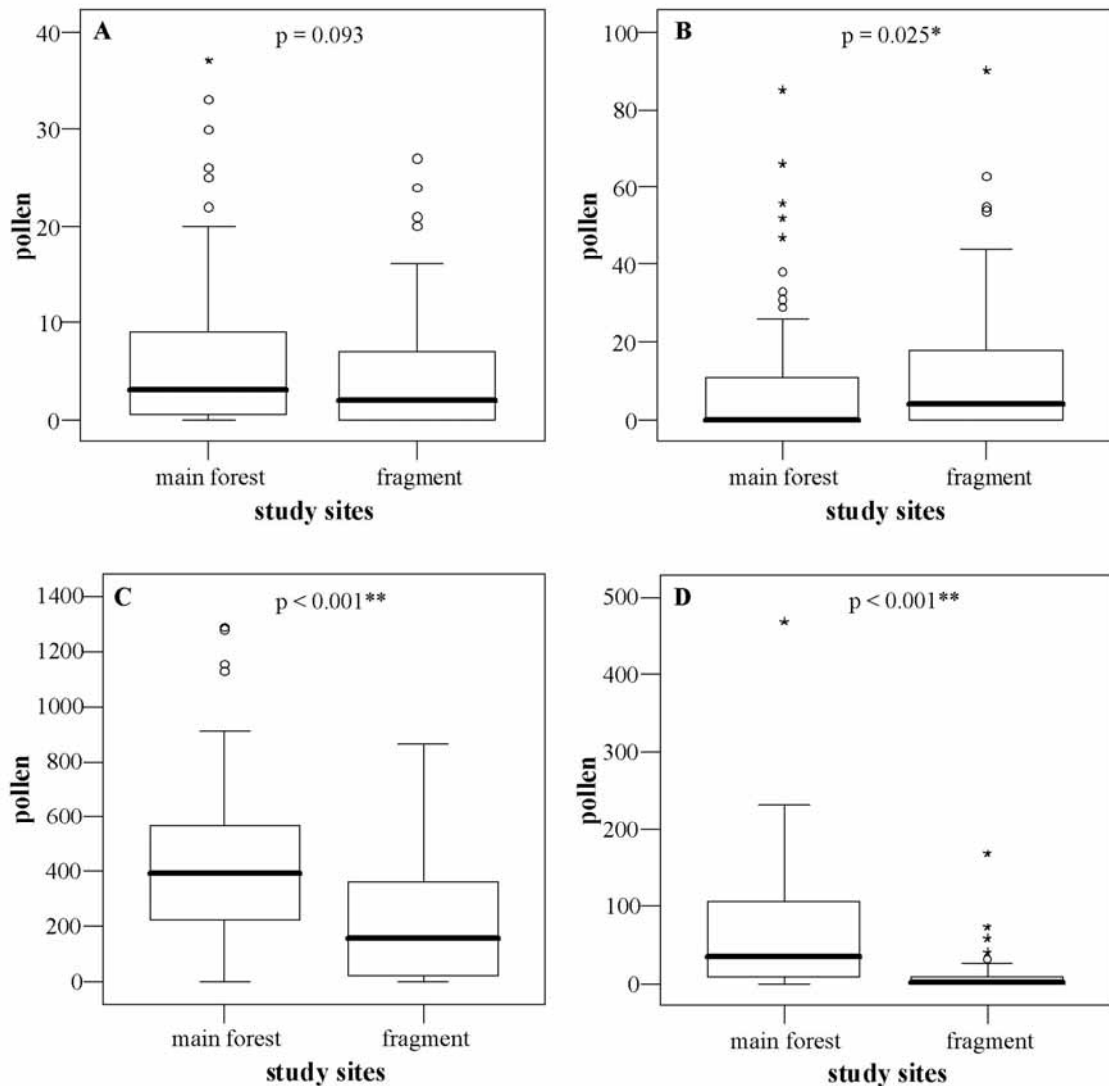 A
p = 0.093
40
30
20
10
0
pollen
main forest
fragment
study sites
B
p = 0.025*
100
80
60
40
20
0
pollen
main forest
fragment
study sites
C
p < 0.001**
1400
1200
1000
800
600
400
200
0
pollen
main forest
fragment
study sites
D
p < 0.001**
500
400
300
200
100
0
pollen
main forest
fragment
study sites